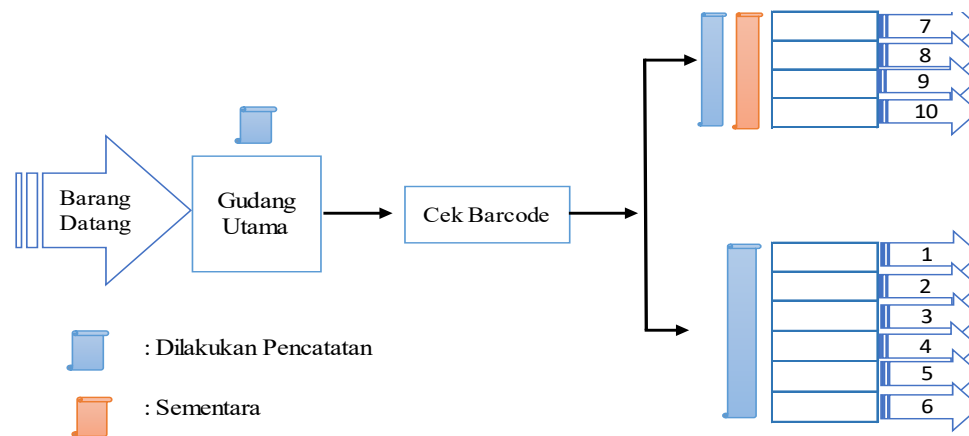 7
8
9
10
Barang
Datang
Gudang
Utama
Cek Barcode
1
2
3
4
5
6
: Dilakukan Pencatatan
: Sementara